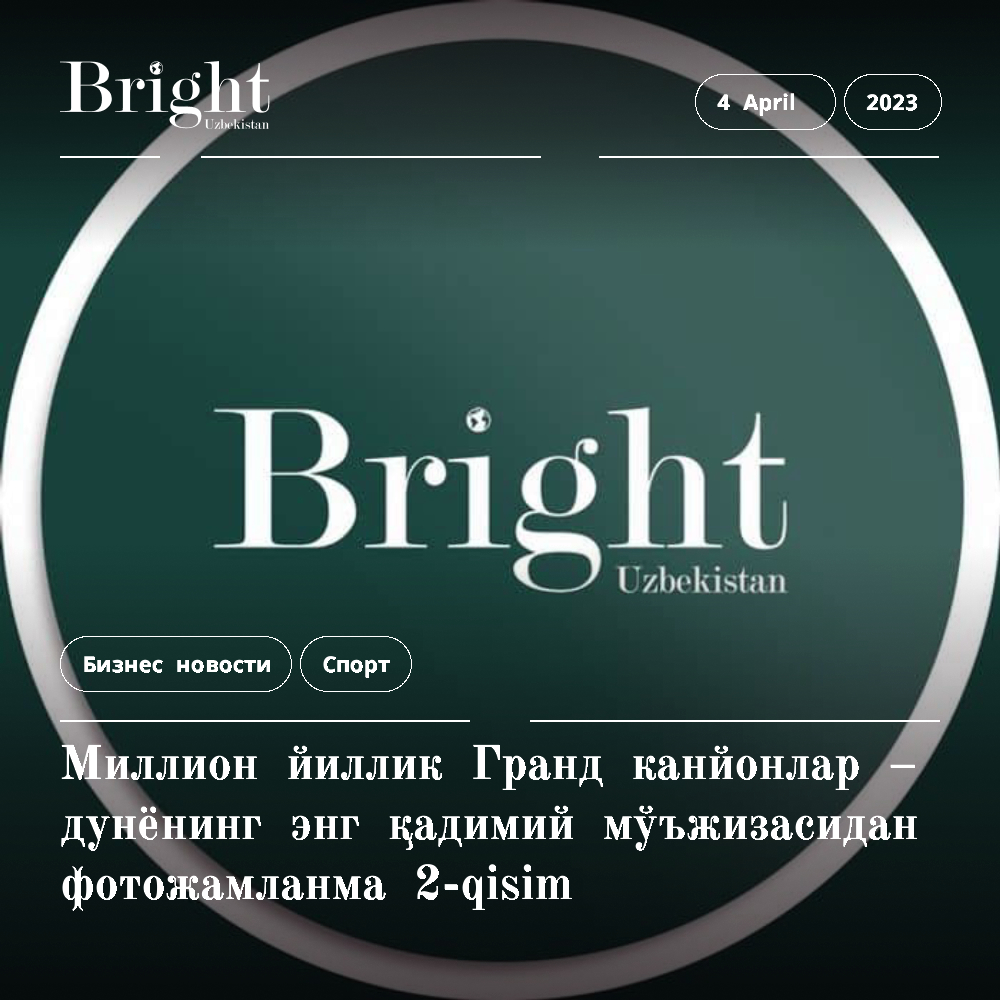 Bright
Uzbekistan
4 April
2023
Bright
Uzbekistan
Бизнес новости
Спорт
Миллион йиллик Гранд канйонлар –
дунёнинг энг қадимий мўъжизасидан
фотожамланма 2-qisim